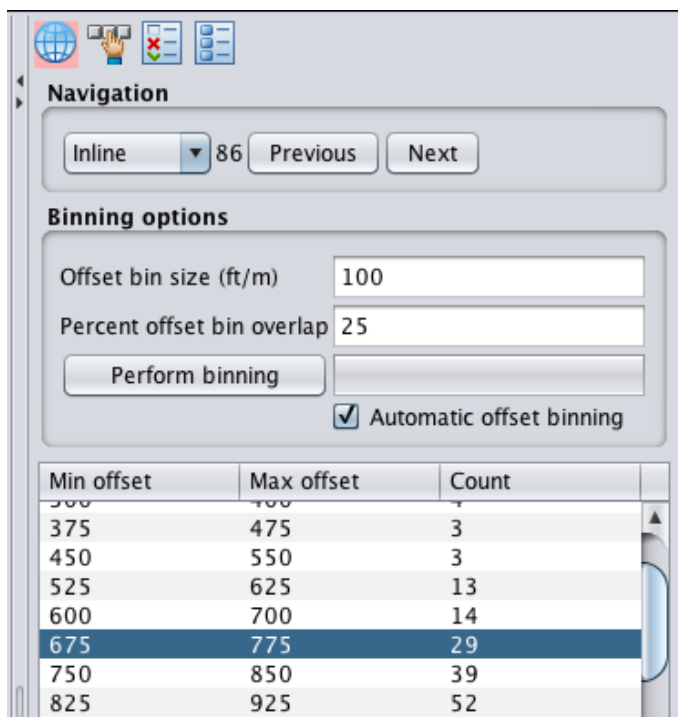 Navigation
Inline 86 Previous Next
Binning options
Offset bin size (ft/m) 100
Percent offset bin overlap 25
Perform binning
Automatic offset binning
Min offset Max offset Count
375 475 3
450 550 3
525 625 13
600 700 14
675 775 29
750 850 39
825 925 52